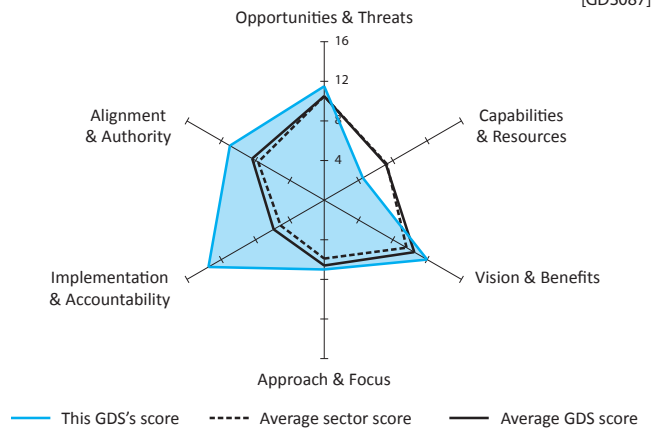 [GDS087]
Opportunities & Threats
16
12
8
4
Alignment
& Authority
Capabilities
& Resources
Implementation
& Accountability
Vision & Benefits
Approach & Focus
This GDS's score
Average sector score
Average GDS score